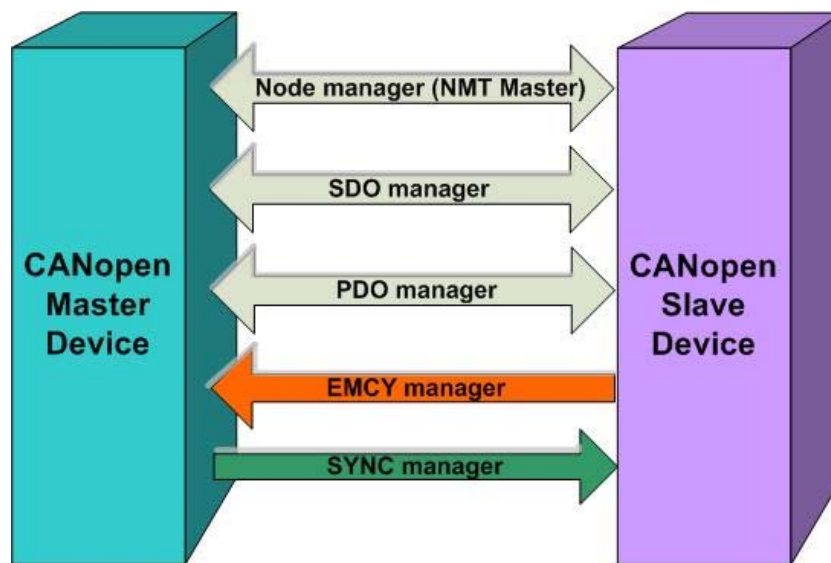 Node manager (NMT Master)
SDO manager
CANopen
Master
Device
PDO manager
CANopen
Slave
Device
EMCY manager
SYNC manager